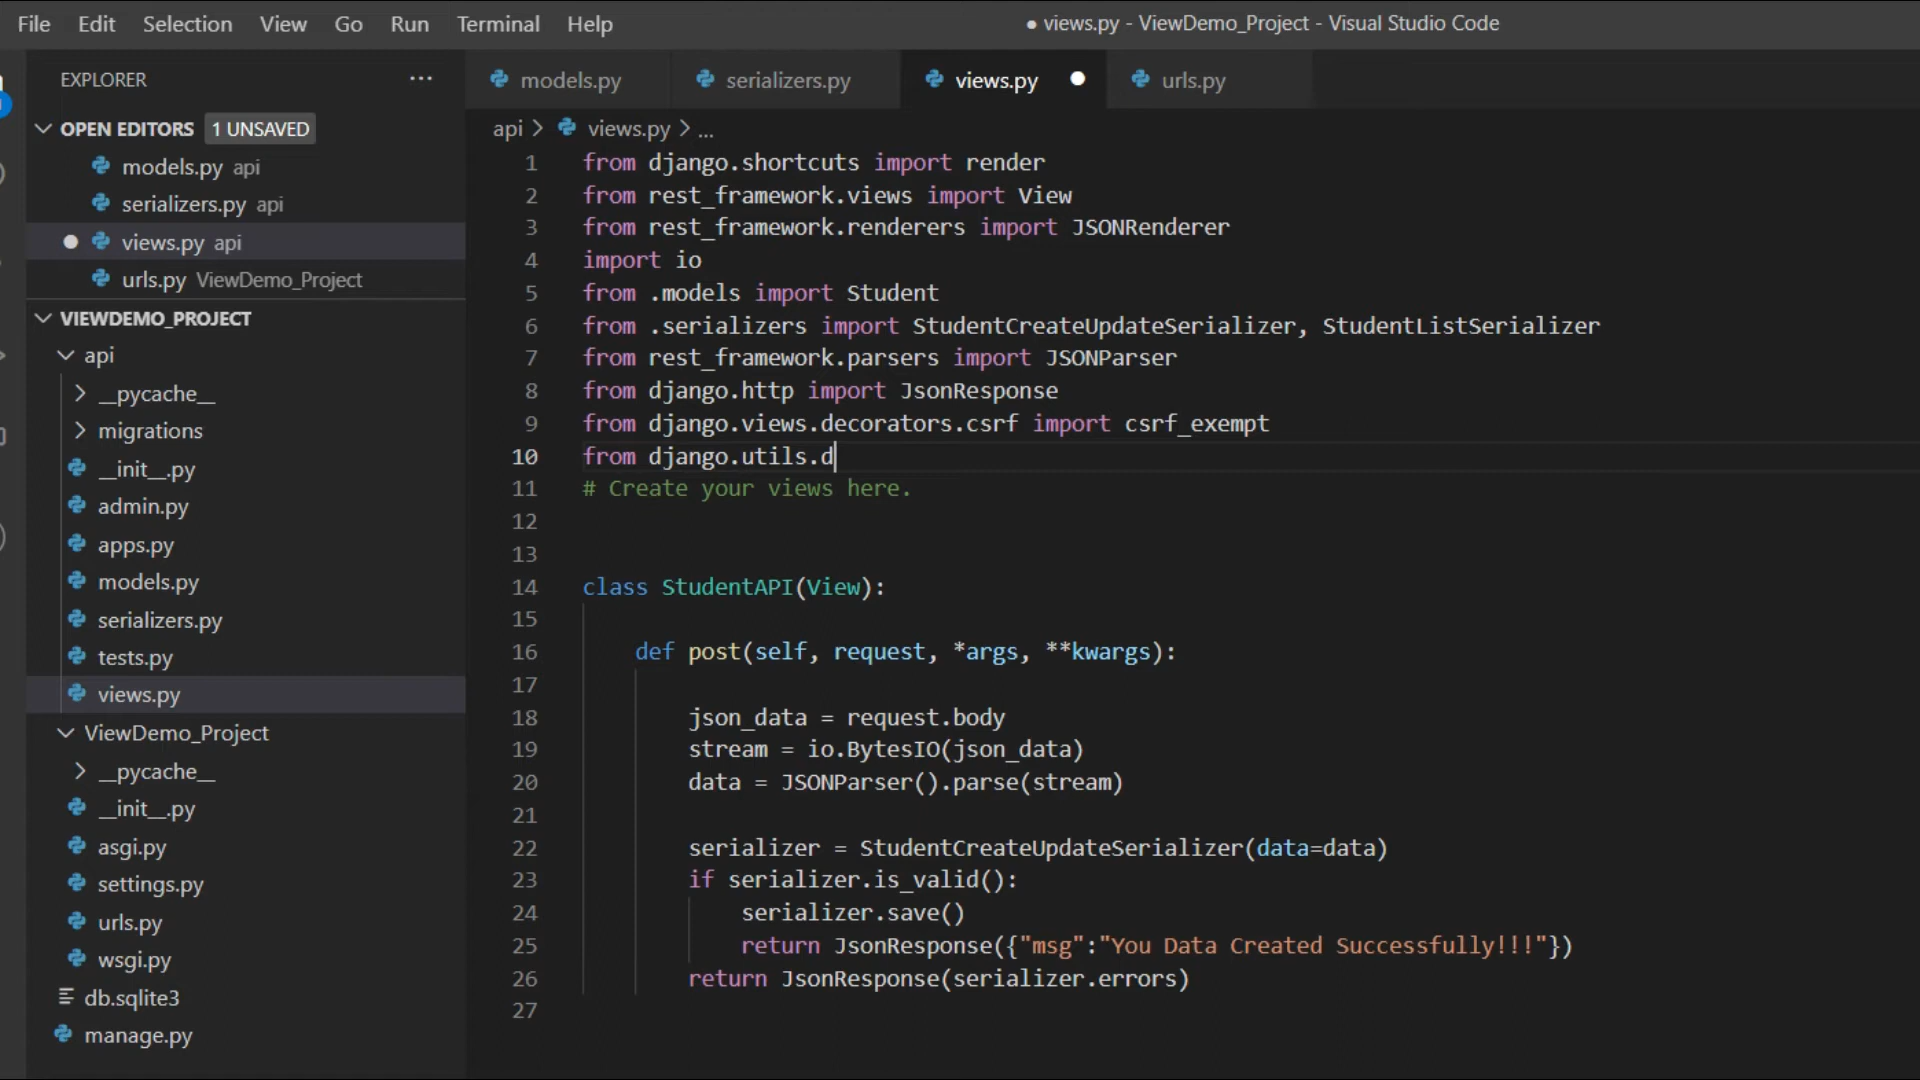 File Edit Selection View Go Run Terminal Help
● views.py - ViewDemo_Project - Visual Studio Code
EXPLORER ...
OPEN EDITORS 1 UNSAVED
models.py api
serializers.py api
views.py api
urls.py ViewDemo_Project
VIEWDEMO_PROJECT
api
__pycache__
migrations
__init__.py
admin.py
apps.py
models.py
serializers.py
tests.py
views.py
ViewDemo_Project
__pycache__
__init__.py
asgi.py
settings.py
urls.py
wsgi.py
db.sqlite3
manage.py
models.py serializers.py views.py urls.py
api > views.py > ...
1 from django.shortcuts import render
2 from rest_framework.views import View
3 from rest_framework.renderers import JSONRenderer
4 import io
5 from .models import Student
6 from .serializers import StudentCreateUpdateSerializer, StudentListSerializer
7 from rest_framework.parsers import JSONParser
8 from django.http import JsonResponse
9 from django.views.decorators.csrf import csrf_exempt
10 from django.utils.d
11 # Create your views here.
12
13
14 class StudentAPI(View):
15
16 def post(self, request, *args, **kwargs):
17
18 json_data = request.body
19 stream = io.BytesIO(json_data)
20 data = JSONParser().parse(stream)
21
22 serializer = StudentCreateUpdateSerializer(data=data)
23 if serializer.is_valid():
24 serializer.save()
25 return JsonResponse({"msg":"You Data Created Successfully!!!"})
26 return JsonResponse(serializer.errors)
27